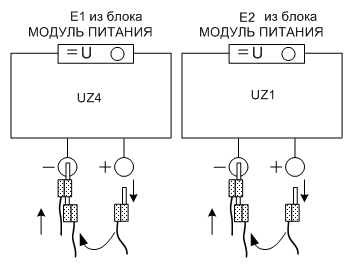 E1 из блока
МОДУЛЬ ПИТАНИЯ
=U
UZ4
− +
E2 из блока
МОДУЛЬ ПИТАНИЯ
=U
UZ1
− +